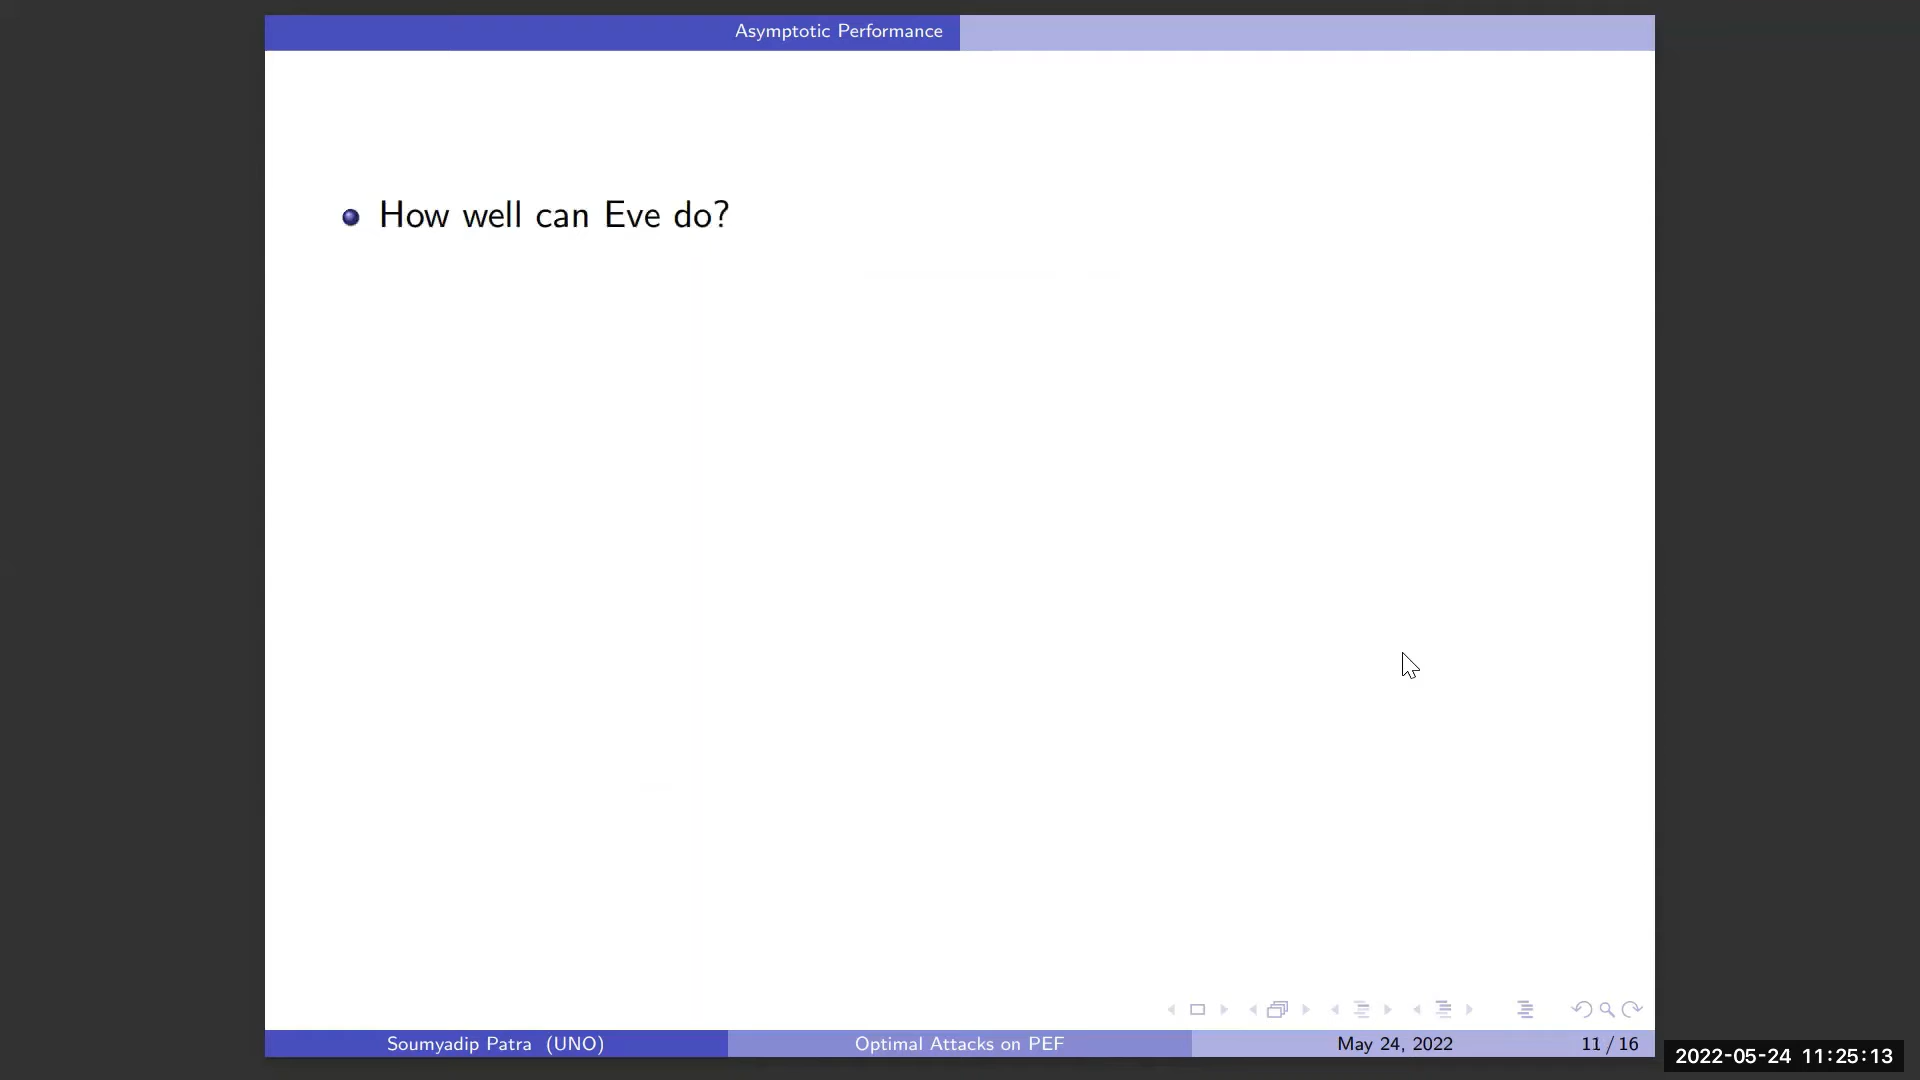 Asymptotic Performance
How well can Eve do?
Soumyadip Patra (UNO)
Optimal Attacks on PEF
May 24, 2022
11 / 16
2022-05-24 11:25:13